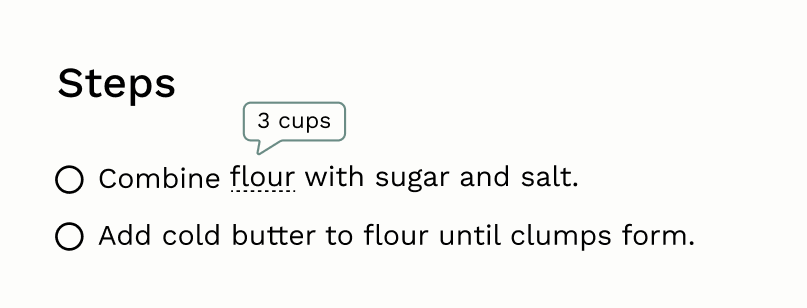 Steps
3 cups
Combine flour with sugar and salt.
Add cold butter to flour until clumps form.